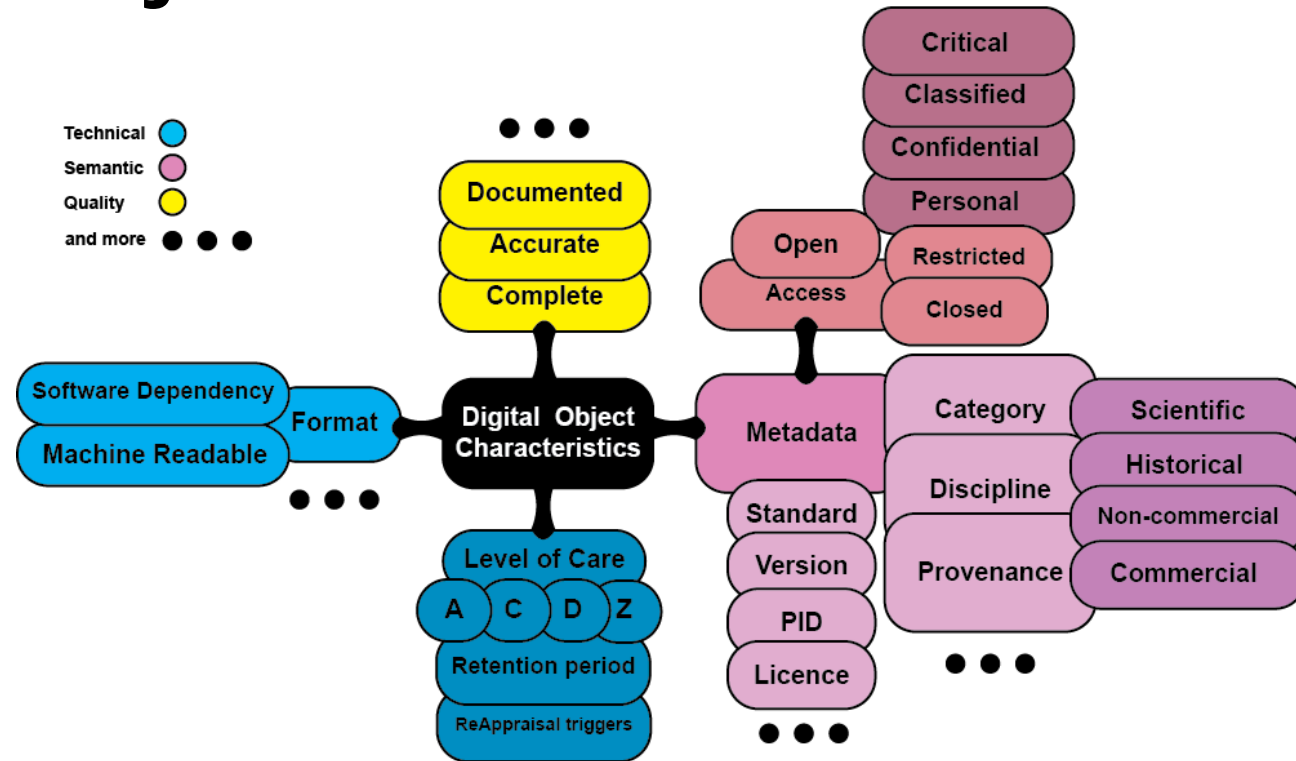 Technical
Semantic
Quality
and more
Documented
Accurate
Complete
Software Dependency
Machine Readable
Format
Digital Object
Characteristics
Level of Care
A C D Z
Retention period
ReAppraisal triggers
Critical
Classified
Confidential
Personal
Open
Access
Restricted
Closed
Metadata
Standard
Version
PID
Licence
Category
Discipline
Provenance
Scientific
Historical
Non-commercial
Commercial